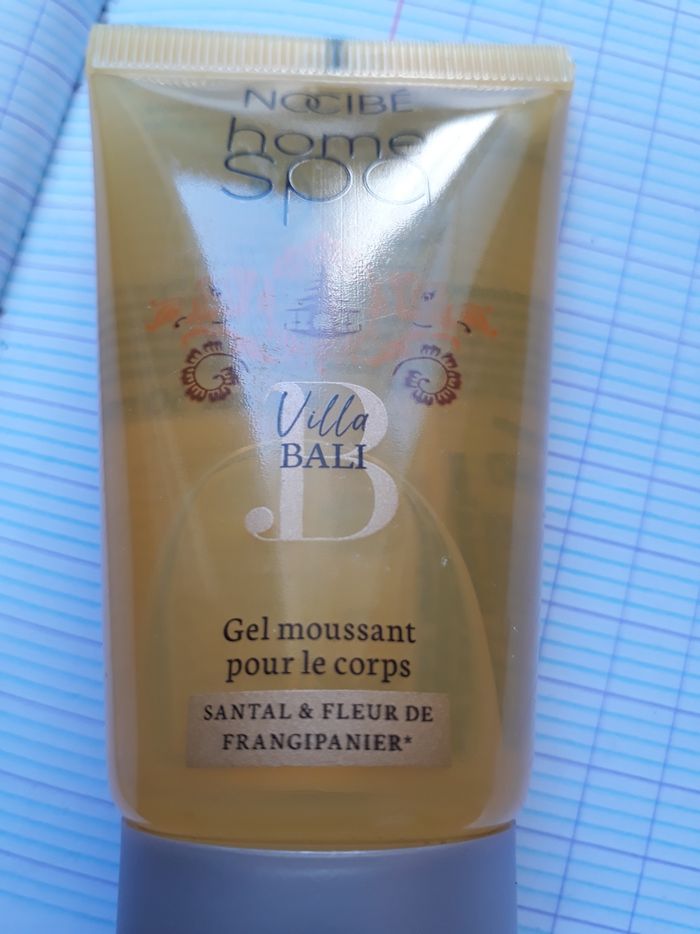 NOCIBÉ
home
spa
B
Villa
BALI
Gel moussant
pour le corps
SANTAL & FLEUR DE
FRANGIPANIER*